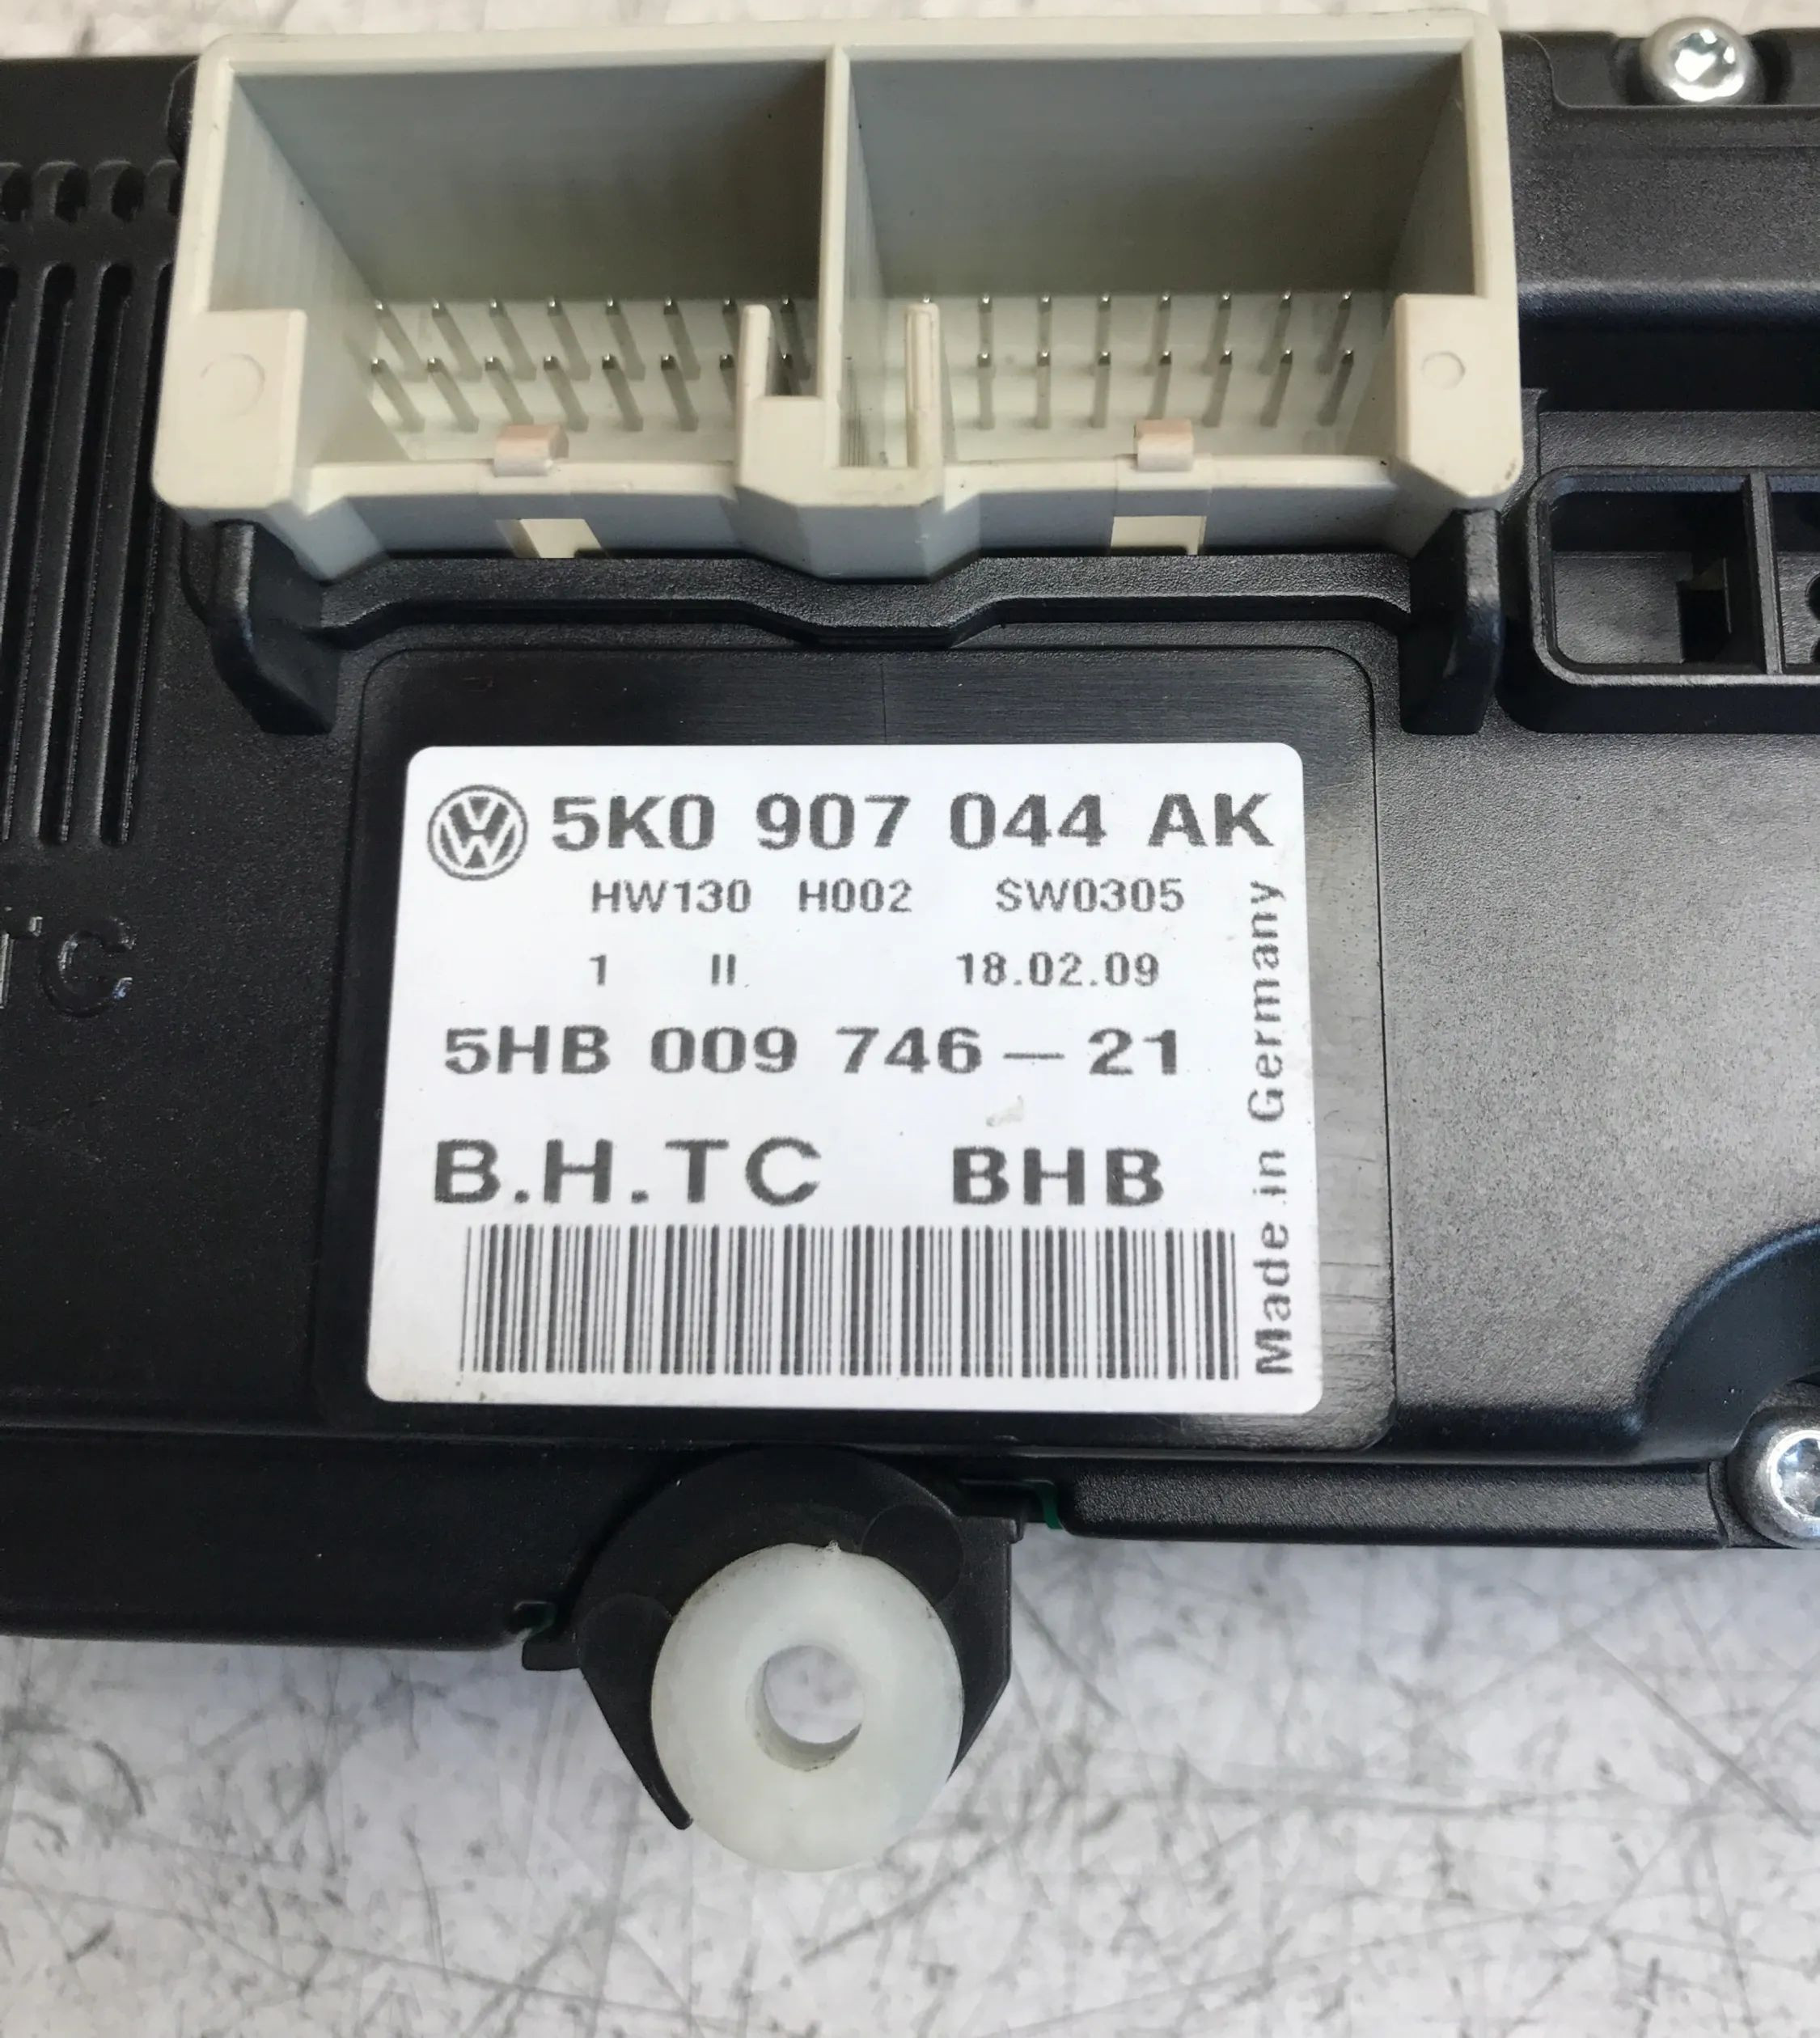 5K0 907 044 AK
HW130 H002 SW0305
1 II 18.02.09
5HB 009 746-21
B.H.TC BHB
Made in Germany
TC